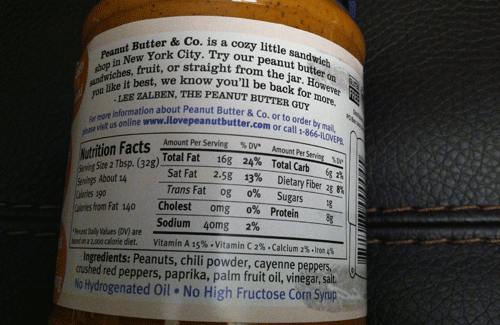 Peanut Butter & Co. is a cozy little sandwich
shop in New York City. Try our peanut butter on
sandwiches, fruit, or straight from the jar. However
you like it best, we know you'll be back for more.
- LEE ZALBEN, THE PEANUT BUTTER GUY
For more information about Peanut Butter & Co. or to order by mail,
please visit us online www.ilovepeanutbutter.com or call 1-866-ILOVEPB.
Nutrition Facts
Serving Size 2 Tbsp. (32g)
Servings About 14
Calories 190
Calories from Fat 140
*Percent Daily Values (DV) are
based on a 2,000 calorie diet.
Amount Per Serving %DV* Amount Per Serving %DV*
Total Fat 16g 24% Total Carb 6g 2%
Sat Fat 2.5g 13% Dietary Fiber 2g 8%
Trans Fat 0g 0% Sugars 1g
Cholest 0mg 0% Protein 8g
Sodium 40mg 2%
Vitamin A 15% • Vitamin C 2% • Calcium 2% • Iron 4%
Ingredients: Peanuts, chili powder, cayenne peppers,
crushed red peppers, paprika, palm fruit oil, vinegar, salt.
No Hydrogenated Oil • No High Fructose Corn Syrup